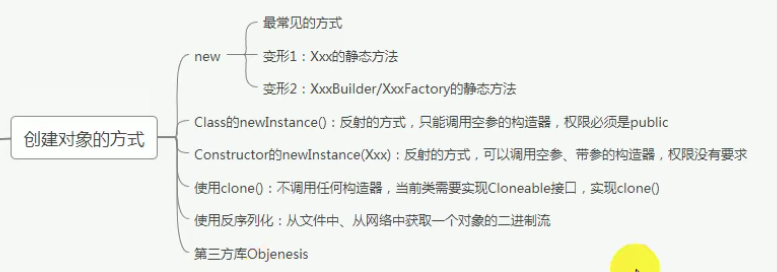 最常见的方式
new
变形1：Xxx的静态方法
变形2：XxxBuilder/XxxFactory的静态方法
创建对象的方式
Class的newInstance()：反射的方式，只能调用空参的构造器，权限必须是public
Constructor的newInstance(Xxx)：反射的方式，可以调用空参、带参的构造器，权限没有要求
使用clone()：不调用任何构造器，当前类需要实现Cloneable接口，实现clone()
使用反序列化：从文件中、从网络中获取一个对象的二进制流
第三方库Objenesis